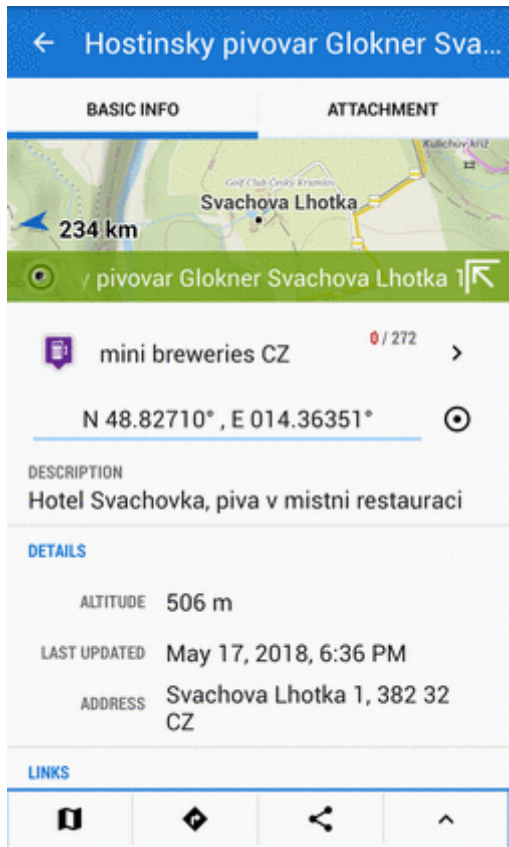 Hostinsky pivovar Glokner Sva...
BASIC INFO
ATTACHMENT
Kulichův kříž
Golf Club Český Krumlov
Svachova Lhotka
234 km
y pivovar Glokner Svachova Lhotka 1
mini breweries CZ
0 / 272
N 48.82710° , E 014.36351°
DESCRIPTION
Hotel Svachovka, piva v mistni restauraci
DETAILS
ALTITUDE 506 m
LAST UPDATED May 17, 2018, 6:36 PM
ADDRESS Svachova Lhotka 1, 382 32
CZ
LINKS